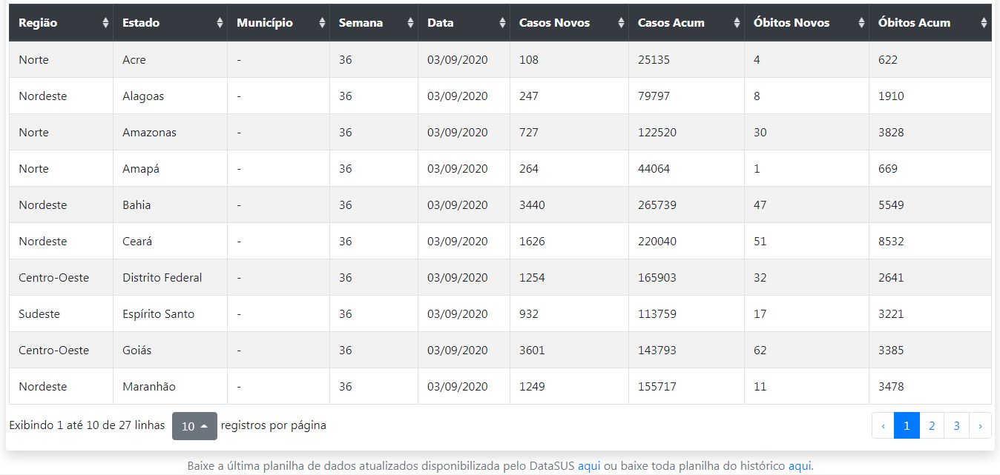 Região Estado Município Semana Data Casos Novos Casos Acum Óbitos Novos Óbitos Acum
Norte Acre - 36 03/09/2020 108 25135 4 622
Nordeste Alagoas - 36 03/09/2020 247 79797 8 1910
Norte Amazonas - 36 03/09/2020 727 122520 30 3828
Norte Amapá - 36 03/09/2020 264 44064 1 669
Nordeste Bahia - 36 03/09/2020 3440 265739 47 5549
Nordeste Ceará - 36 03/09/2020 1626 220040 51 8532
Centro-Oeste Distrito Federal - 36 03/09/2020 1254 165903 32 2641
Sudeste Espírito Santo - 36 03/09/2020 932 113759 17 3221
Centro-Oeste Goiás - 36 03/09/2020 3601 143793 62 3385
Nordeste Maranhão - 36 03/09/2020 1249 155717 11 3478
Exibindo 1 até 10 de 27 linhas 10 registros por página ‹ 1 2 3 ›
Baixe a última planilha de dados atualizados disponibilizada pelo DataSUS aqui ou baixe toda planilha do histórico aqui.